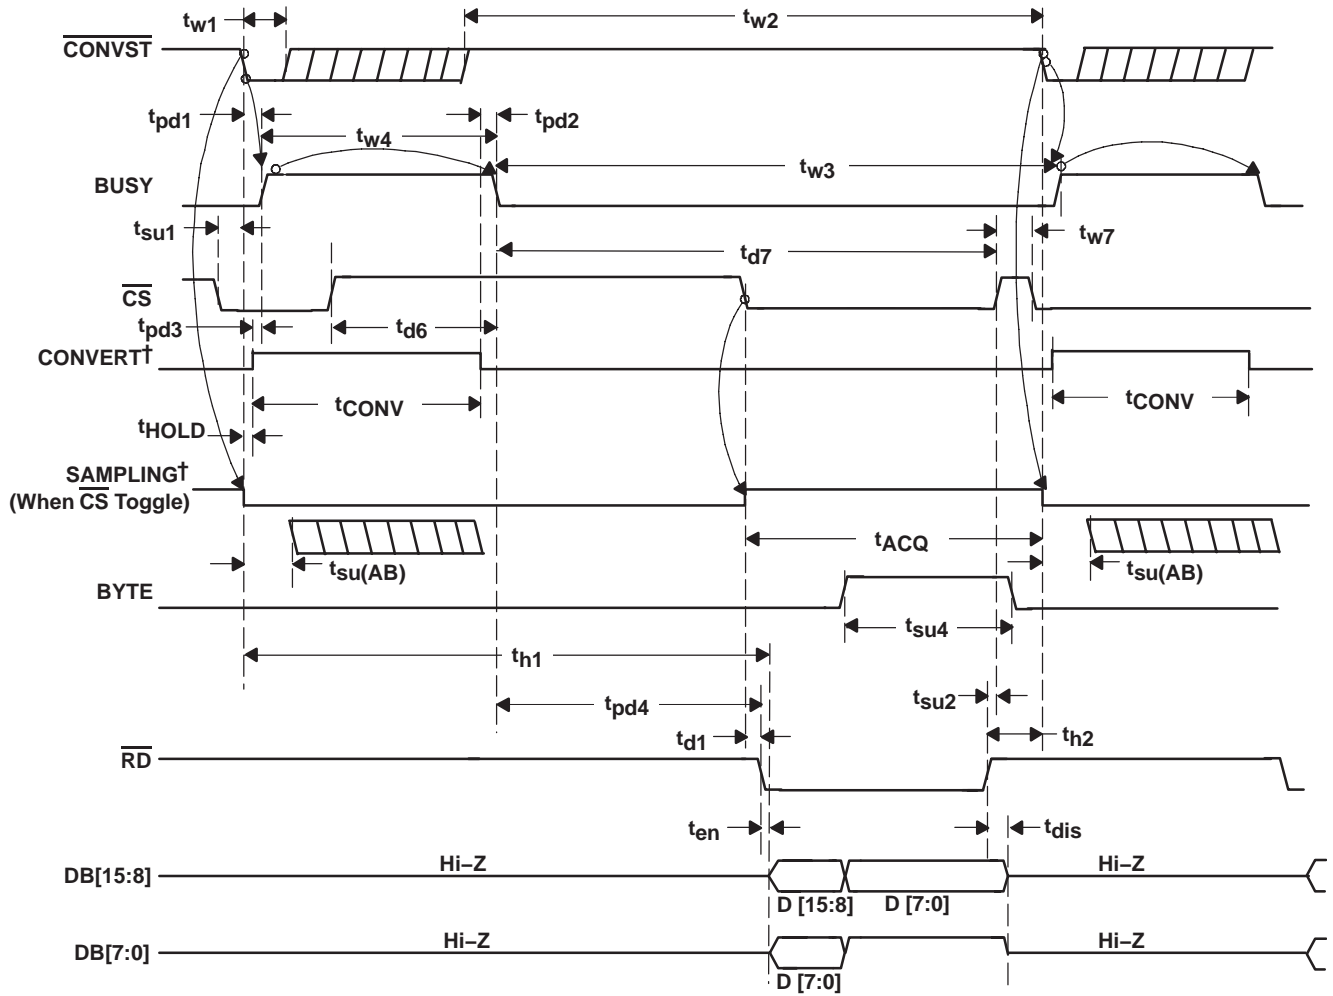 tw1
tw2
CONVST
tpd1
tw4
tpd2
tw3
BUSY
tsu1
tw7
td7
CS
tpd3
td6
CONVERT†
tCONV
tCONV
tHOLD
SAMPLING†
(When CS Toggle)
tACQ
tsu(AB)
tsu(AB)
BYTE
tsu4
th1
tsu2
tpd4
td1
th2
RD
ten
tdis
Hi–Z
Hi–Z
DB[15:8]
D [15:8]
D [7:0]
Hi–Z
Hi–Z
DB[7:0]
D [7:0]